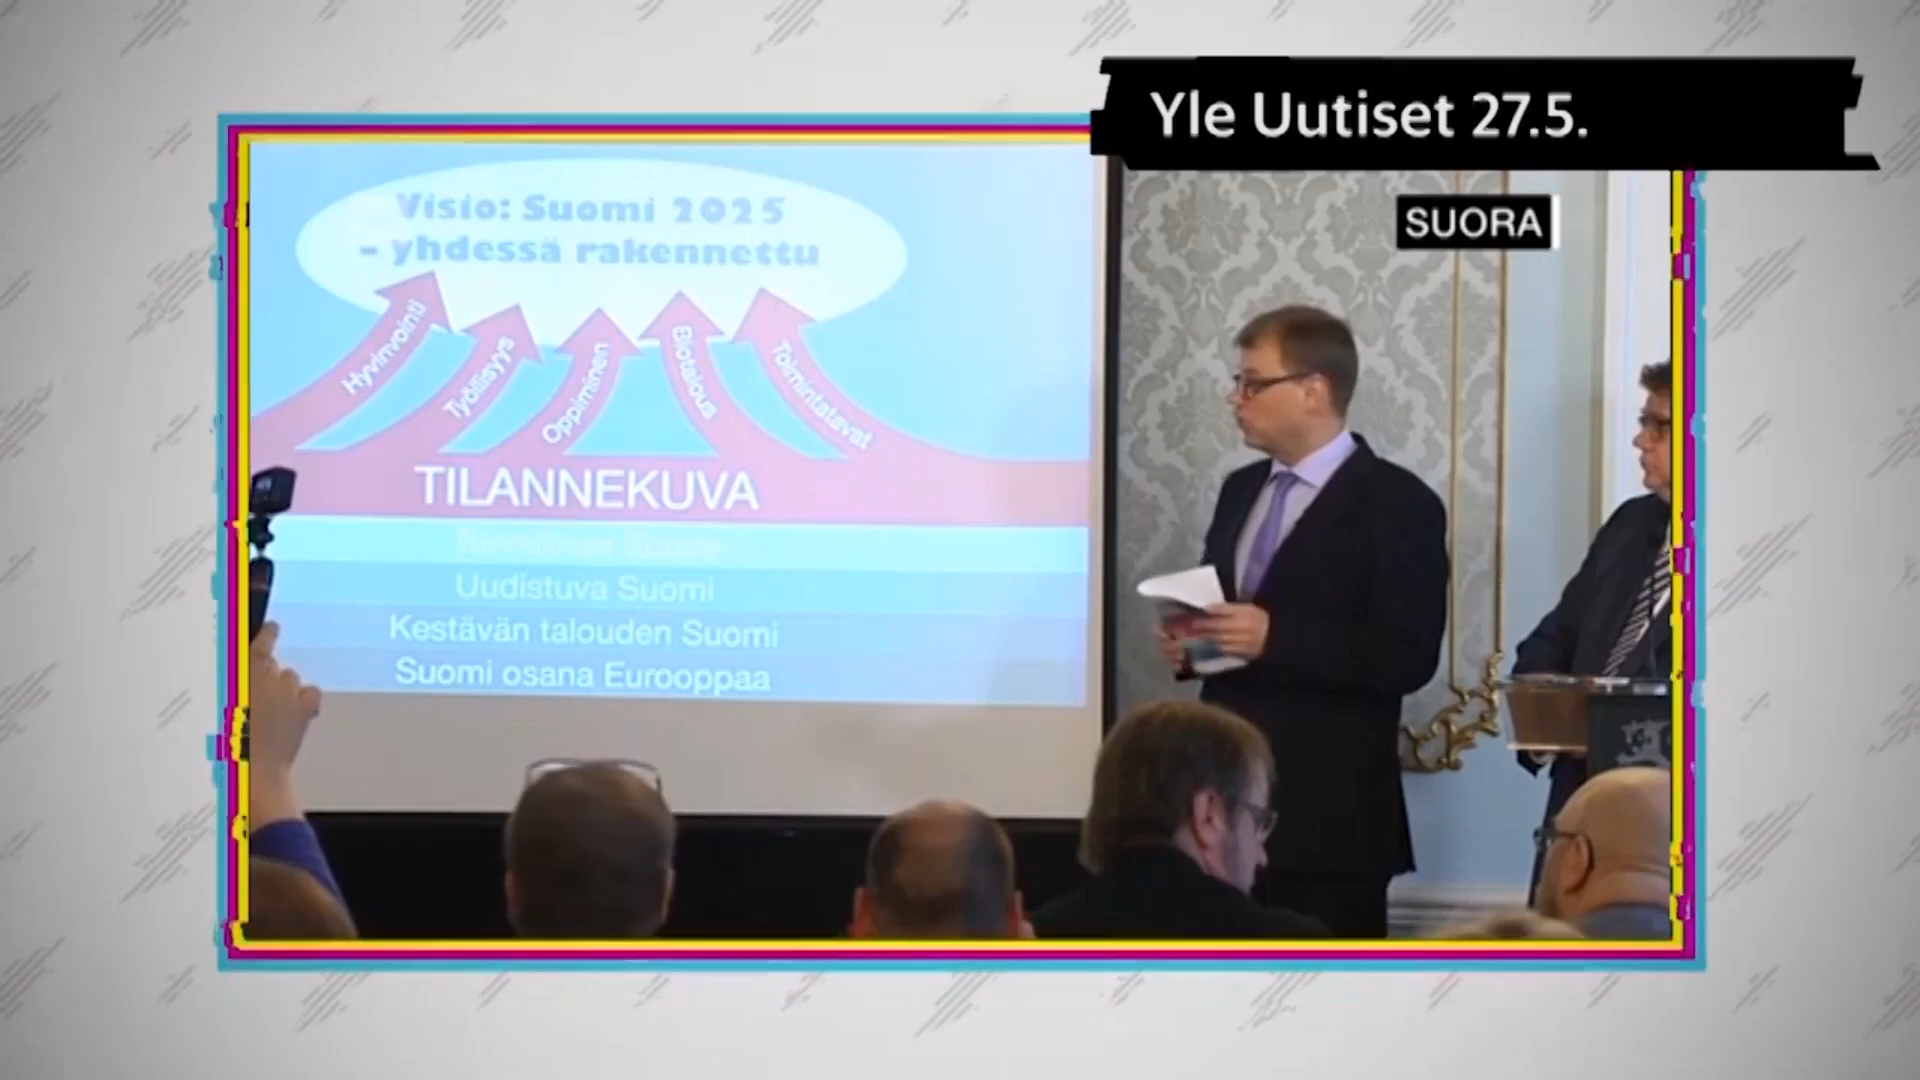 Yle Uutiset 27.5.
SUORA
Visio: Suomi 2025
- yhdessä rakennettu
Hyvinvointi
Työllisyys
Oppiminen
Biotalous
Toimintatavat
TILANNEKUVA
Uudistuva Suomi
Kestävän talouden Suomi
Suomi osana Eurooppaa